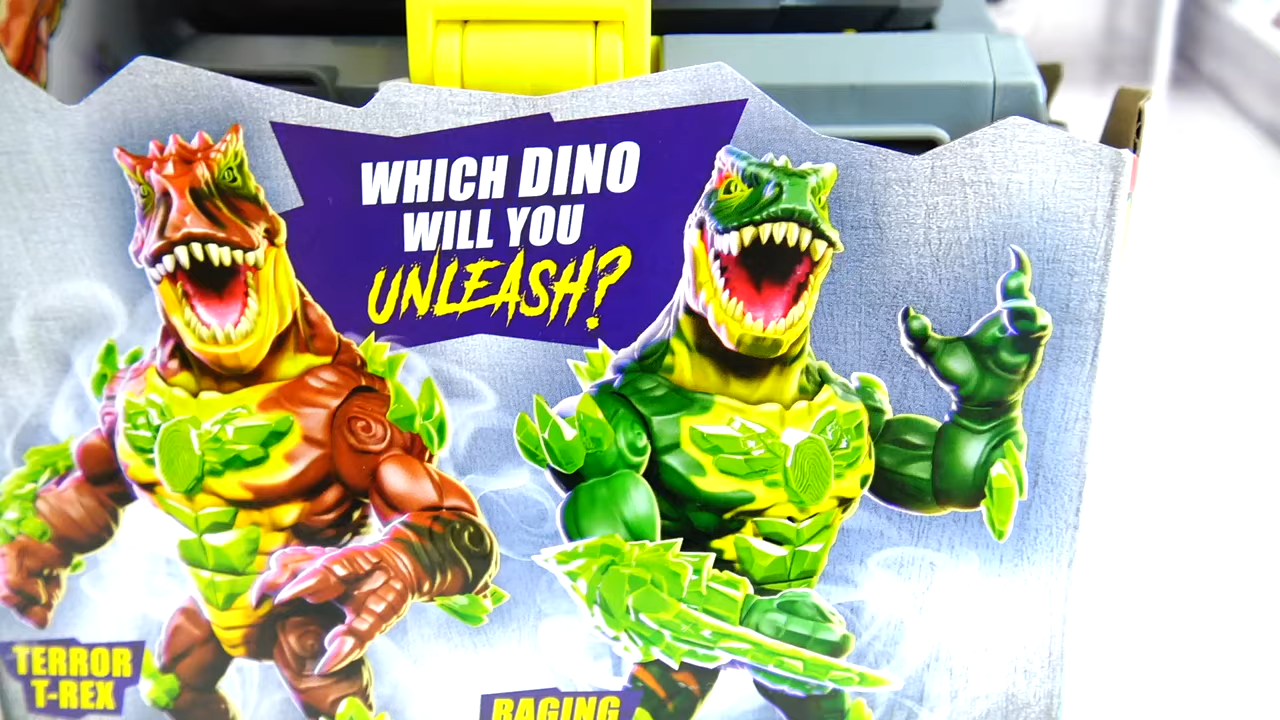 WHICH DINO
WILL YOU
UNLEASH?
TERROR
T-REX
RAGING